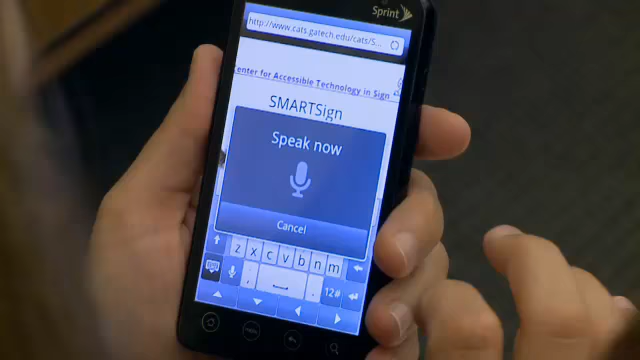 Sprint
http://www.cats.gatech.edu/cats/S...
Center for Accessible Technology in Sign
SMARTSign
Speak now
Cancel
z x c v b n m
, . 12#